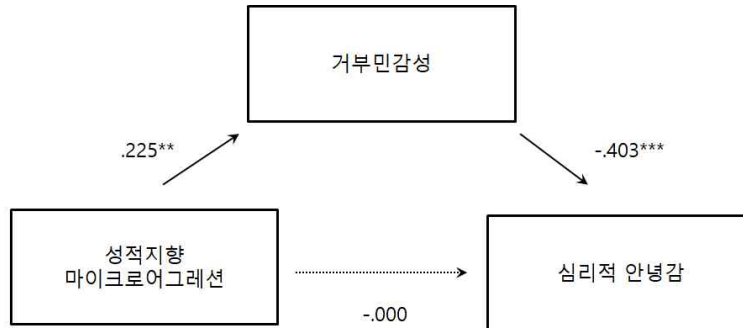 거부민감성
.225**
-.403***
성적지향
마이크로어그레션
심리적 안녕감
-.000